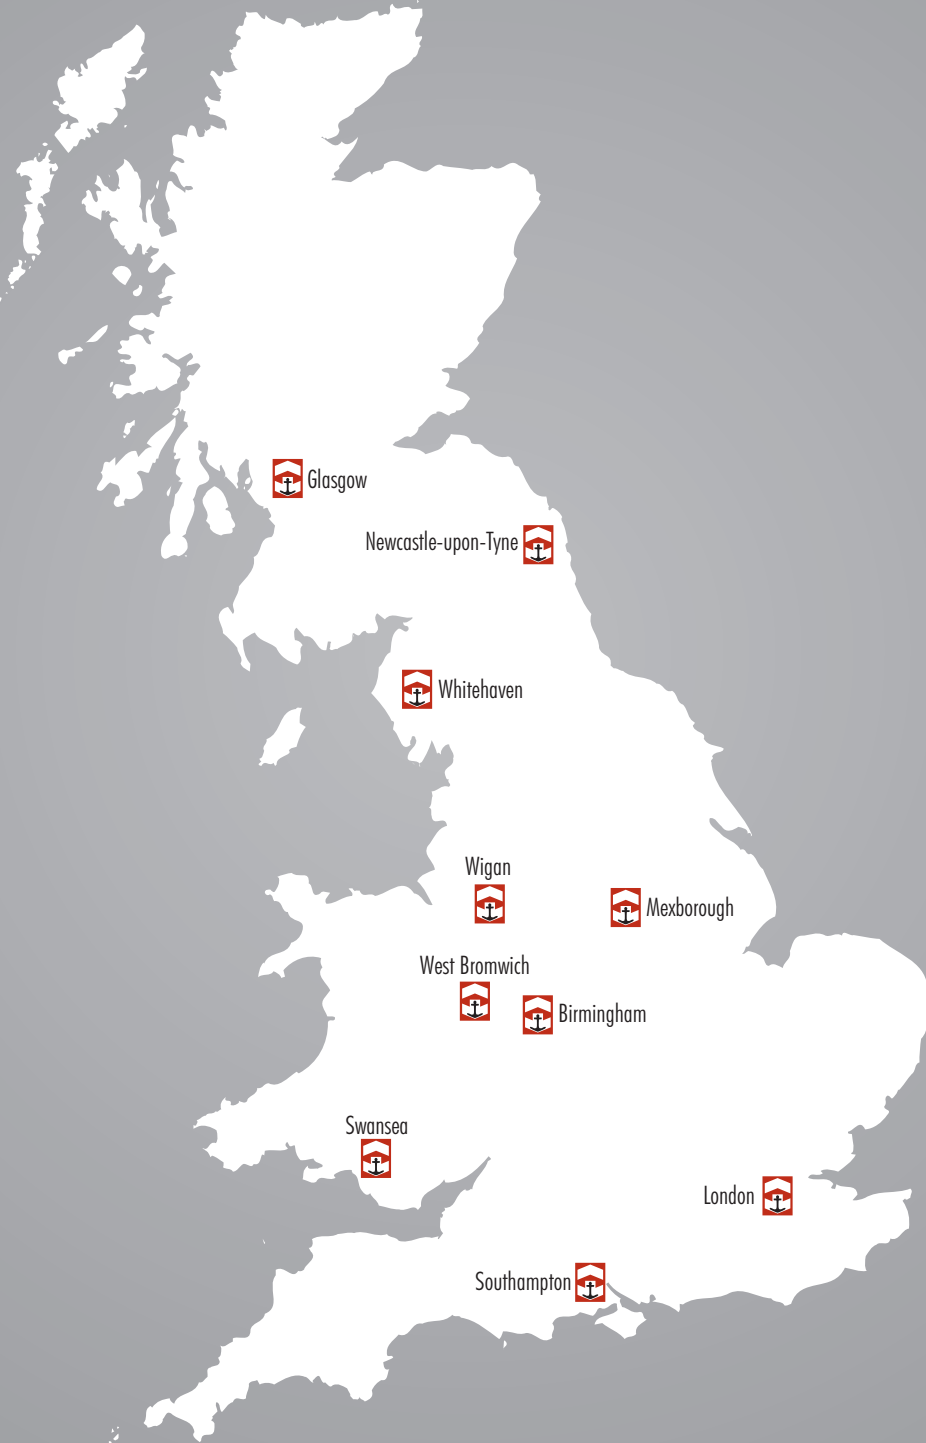 Glasgow
Newcastle-upon-Tyne
Whitehaven
Wigan
Mexborough
West Bromwich
Birmingham
Swansea
London
Southampton